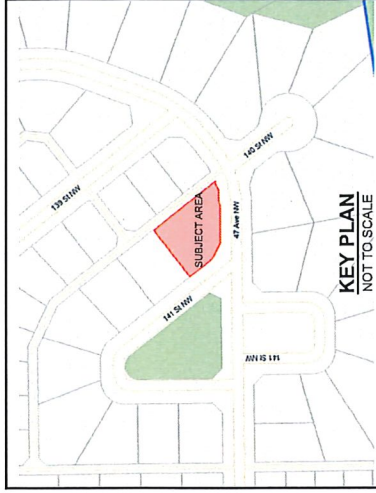 139 St NW
140 St NW
SUBJECT AREA
47 Ave NW
141 St NW
141 St NW
KEY PLAN
NOT TO SCALE